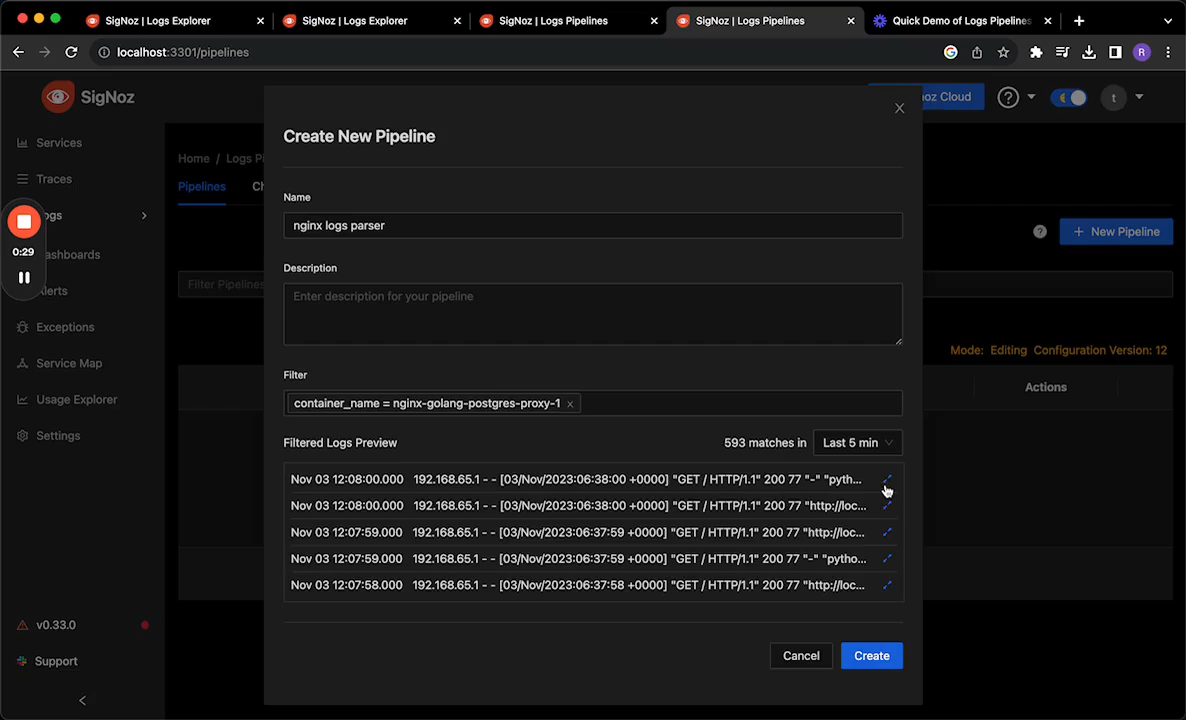 SigNoz | Logs Explorer
SigNoz | Logs Explorer
SigNoz | Logs Pipelines
SigNoz | Logs Pipelines
Quick Demo of Logs Pipelines
localhost:3301/pipelines
R
SigNoz
oz Cloud
t
Create New Pipeline
Services
Home / Logs Pi
Traces
Pipelines
Ch
Name
ogs
nginx logs parser
New Pipeline
0:29
ashboards
Description
Filter Pipelines
Enter description for your pipeline
lerts
Exceptions
Mode: Editing Configuration Version: 12
Service Map
Filter
Actions
Usage Explorer
container_name = nginx-golang-postgres-proxy-1
Settings
Filtered Logs Preview
593 matches in
Last 5 min
Nov 03 12:08:00.000 192.168.65.1 - - [03/Nov/2023:06:38:00 +0000] "GET / HTTP/1.1" 200 77 "-" "pyth...
Nov 03 12:08:00.000 192.168.65.1 - - [03/Nov/2023:06:38:00 +0000] "GET / HTTP/1.1" 200 77 "http://loc...
Nov 03 12:07:59.000 192.168.65.1 - - [03/Nov/2023:06:37:59 +0000] "GET / HTTP/1.1" 200 77 "http://loc...
Nov 03 12:07:59.000 192.168.65.1 - - [03/Nov/2023:06:37:59 +0000] "GET / HTTP/1.1" 200 77 "-" "pytho...
Nov 03 12:07:58.000 192.168.65.1 - - [03/Nov/2023:06:37:58 +0000] "GET / HTTP/1.1" 200 77 "http://loc...
v0.33.0
Cancel
Create
Support